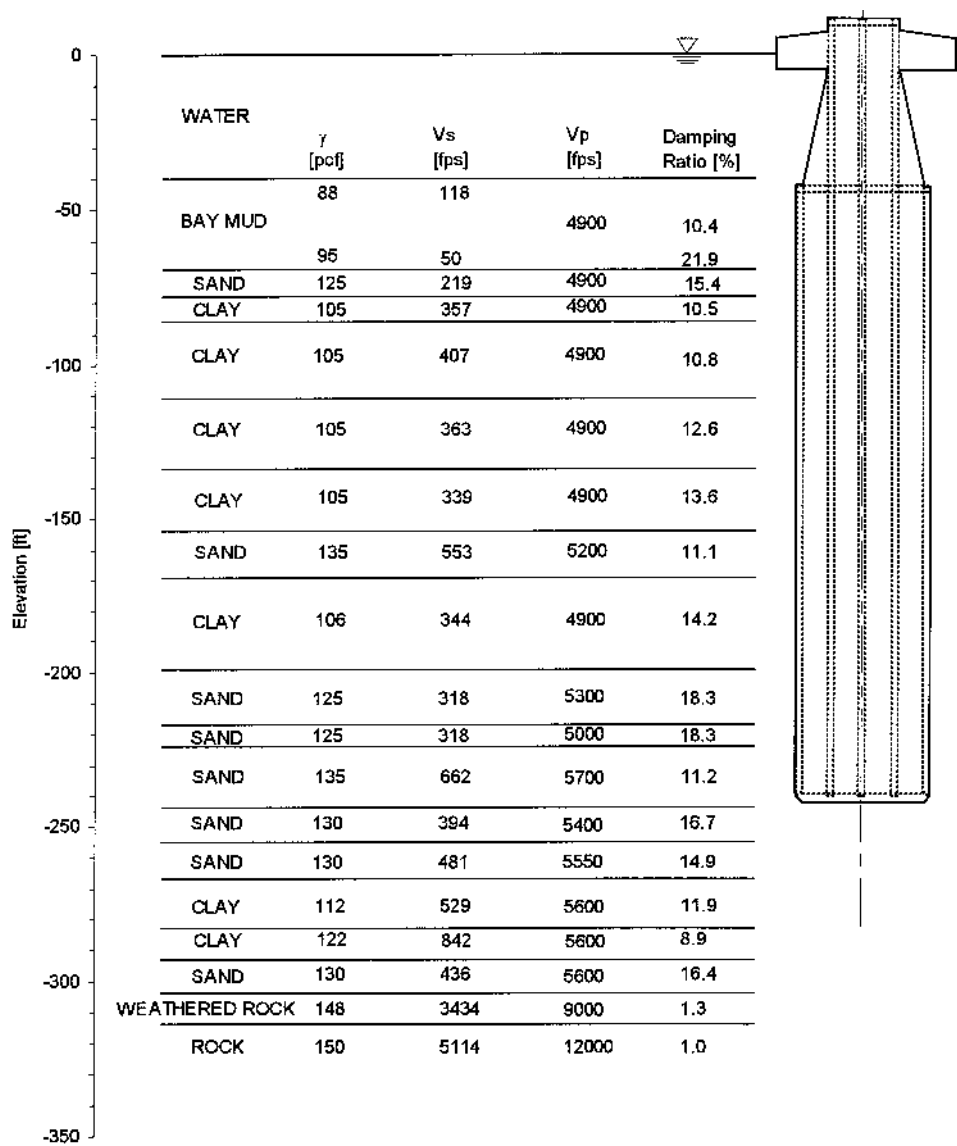 0
WATER
γ Vs Vp Damping
[pcf] [fps] [fps] Ratio [%]
88 118
-50
BAY MUD 4900 10.4
95 50 21.9
SAND 125 219 4900 15.4
CLAY 105 357 4900 10.5
-100
CLAY 105 407 4900 10.8
CLAY 105 363 4900 12.6
CLAY 105 339 4900 13.6
-150
SAND 135 553 5200 11.1
Elevation [ft]
CLAY 106 344 4900 14.2
-200
SAND 125 318 5300 18.3
SAND 125 318 5000 18.3
SAND 135 662 5700 11.2
-250
SAND 130 394 5400 16.7
SAND 130 481 5550 14.9
CLAY 112 529 5600 11.9
CLAY 122 842 5600 8.9
-300
SAND 130 436 5600 16.4
WEATHERED ROCK 148 3434 9000 1.3
ROCK 150 5114 12000 1.0
-350